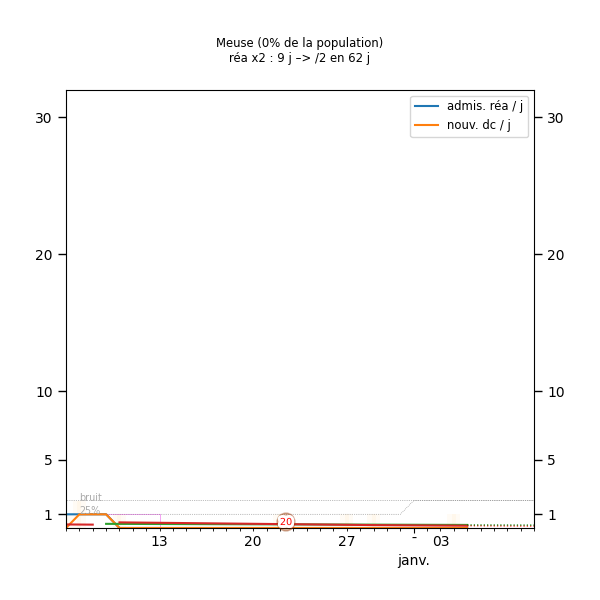 Meuse (0% de la population)
réa x2 : 9 j –> /2 en 62 j
admis. réa / j
nouv. dc / j
30
30
20
20
10
10
5
5
bruit
25%
1
1
20
13
20
27
-
03
janv.